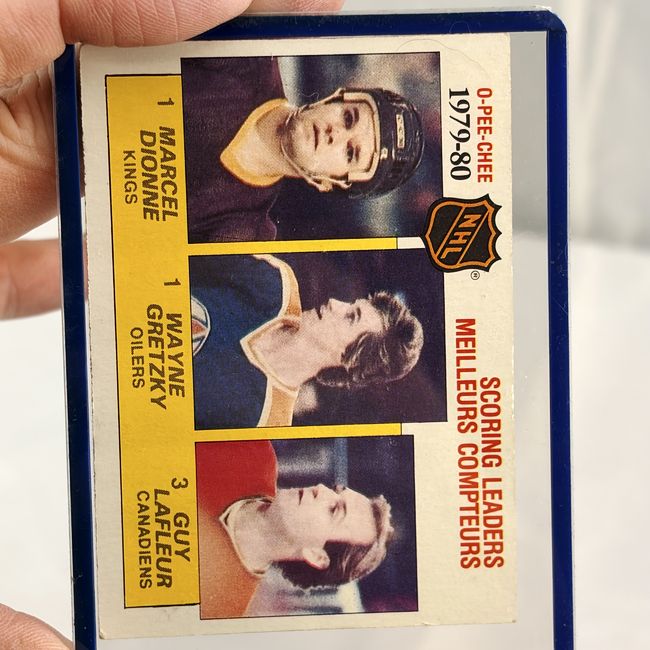 O-PEE-CHEE
1979-80
NHL
®
SCORING LEADERS
MEILLEURS COMPTEURS
1 MARCEL
DIONNE
KINGS
1 WAYNE
GRETZKY
OILERS
3 GUY
LAFLEUR
CANADIENS